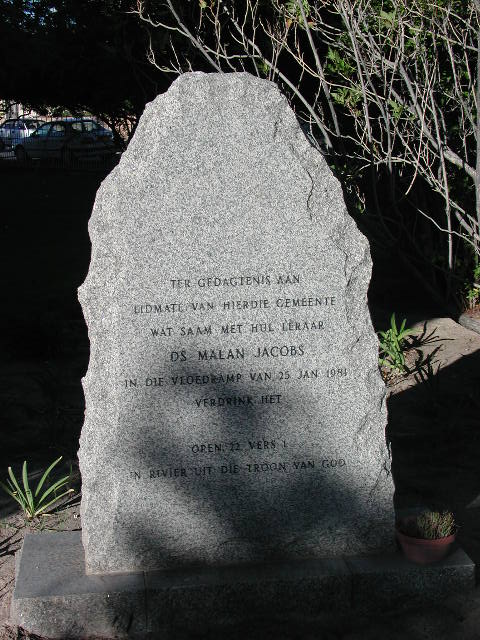 TER GEDAGTENIS AAN
LIDMATE VAN HIERDIE GEMEENTE
WAT SAAM MET HUL LERAAR
DS MALAN JACOBS
IN DIE VLOEDRAMP VAN 25 JAN 1981
VERDRINK HET
OPEN. 22 VERS 1
'N RIVIER UIT DIE TROON VAN GOD